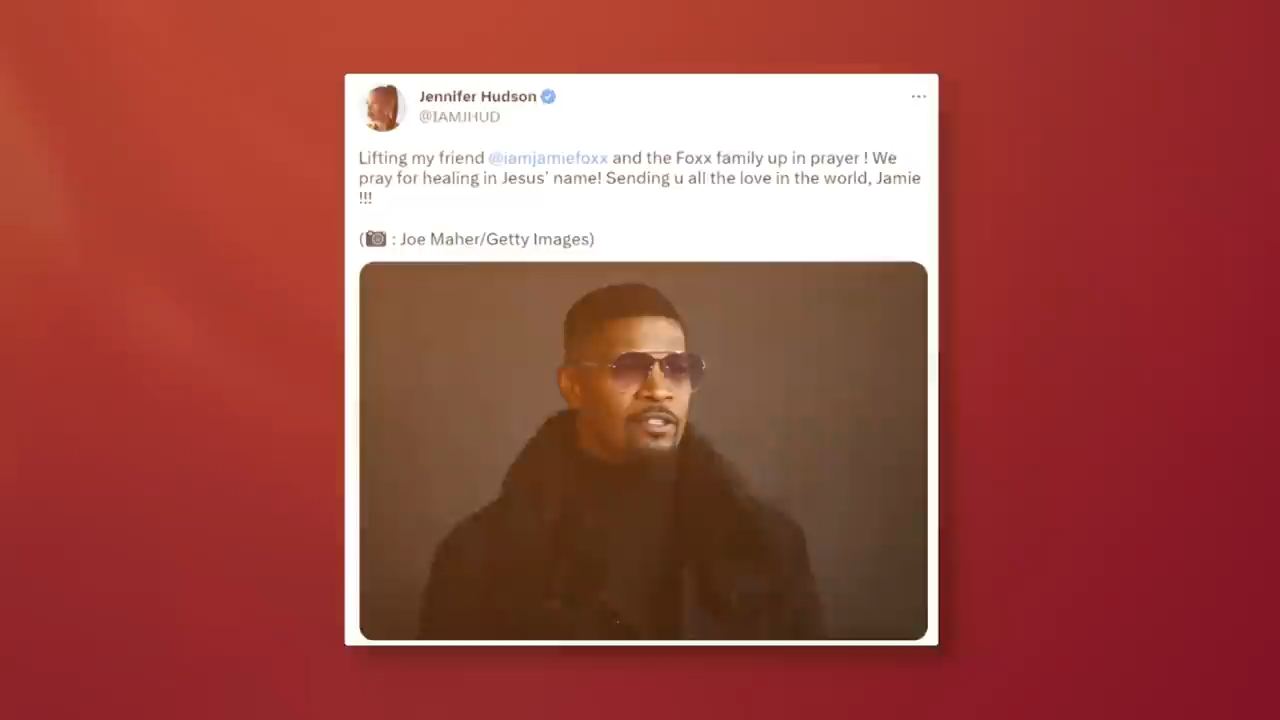 Jennifer Hudson
@IAMJHUD
Lifting my friend @iamjamiefoxx and the Foxx family up in prayer ! We
pray for healing in Jesus' name! Sending u all the love in the world, Jamie
!!!
(📷 : Joe Maher/Getty Images)